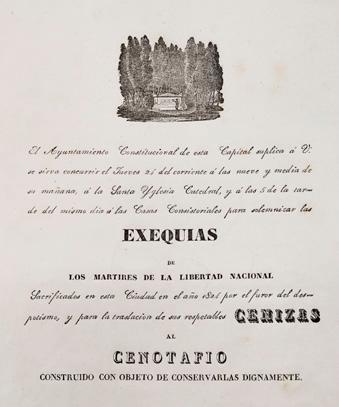 El Ayuntamiento Constitucional de esta Capital suplica á V.
se sirva concurrir el Jueves 24 del corriente á las nueve y media de
su mañana, á la Santa Yglesia Catedral, y á las 5 de la tar-
de del mismo dia á las Casas Consistoriales para solemnizar las
EXEQUIAS
DE
LOS MARTIRES DE LA LIBERTAD NACIONAL
Sacrificados en esta Ciudad en el año 1824 por el furor del des-
potismo, y para la traslacion de sus respetables CENIZAS
AL
CENOTAFIO
CONSTRUIDO CON OBJETO DE CONSERVARLAS DIGNAMENTE.